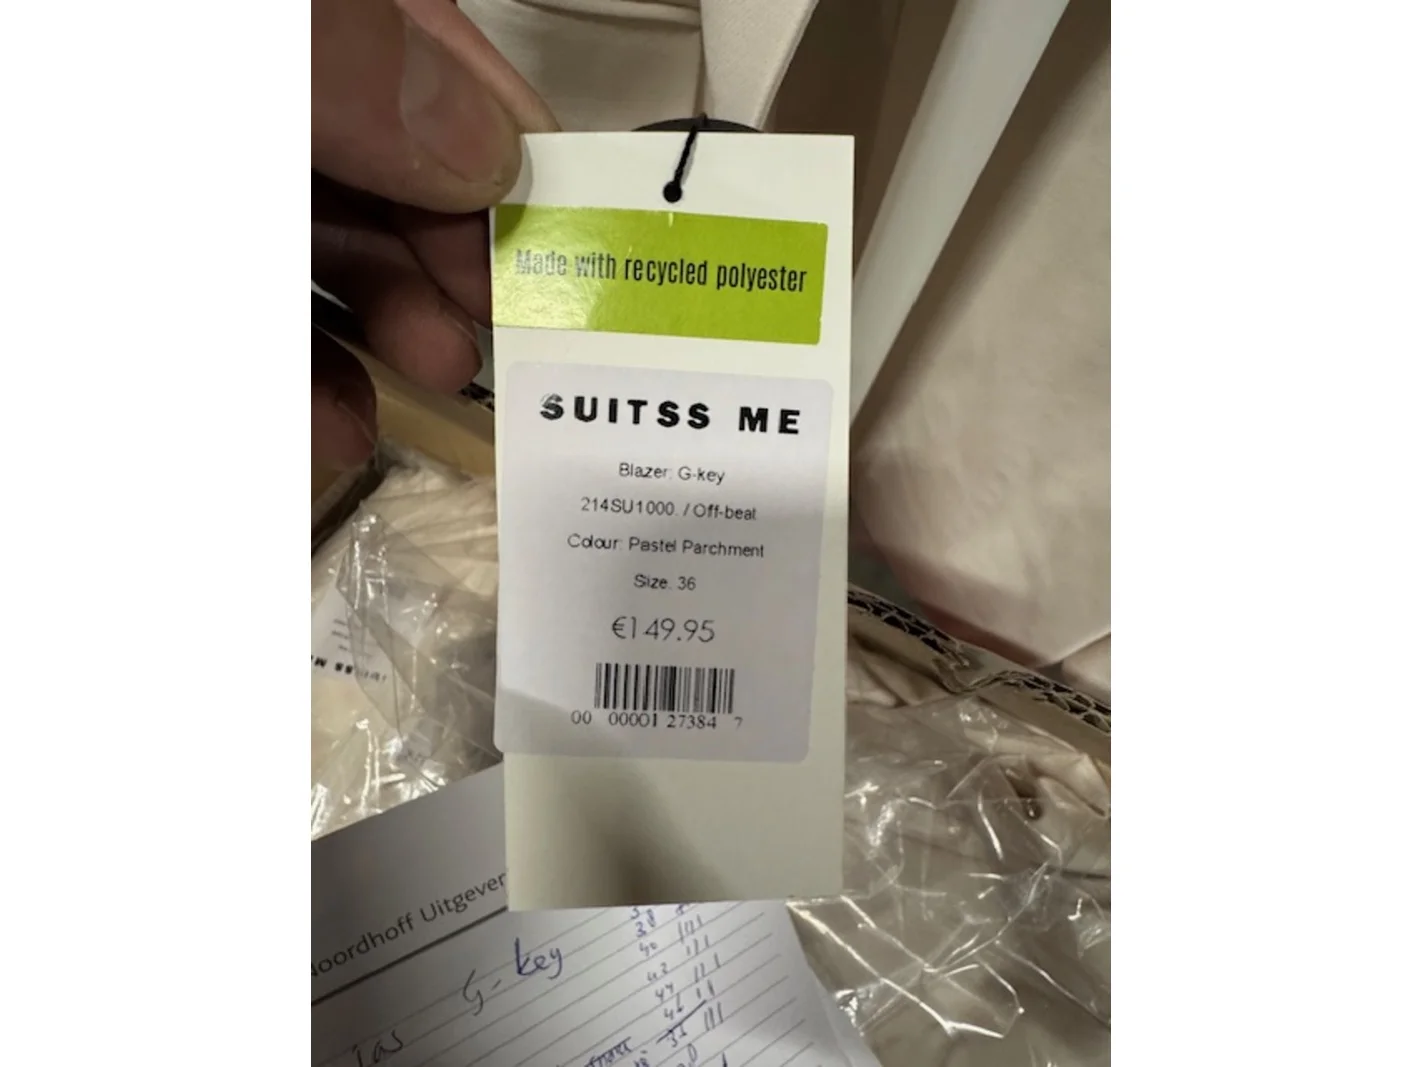 Made with recycled polyester
SUITSS ME
Blazer: G-key
214SU1000. / Off-beat
Colour: Pastel Parchment
Size. 36
€149.95
00 00001 27384 7
Noordhoff Uitgever
G-key
38
40
42
44
46
jas